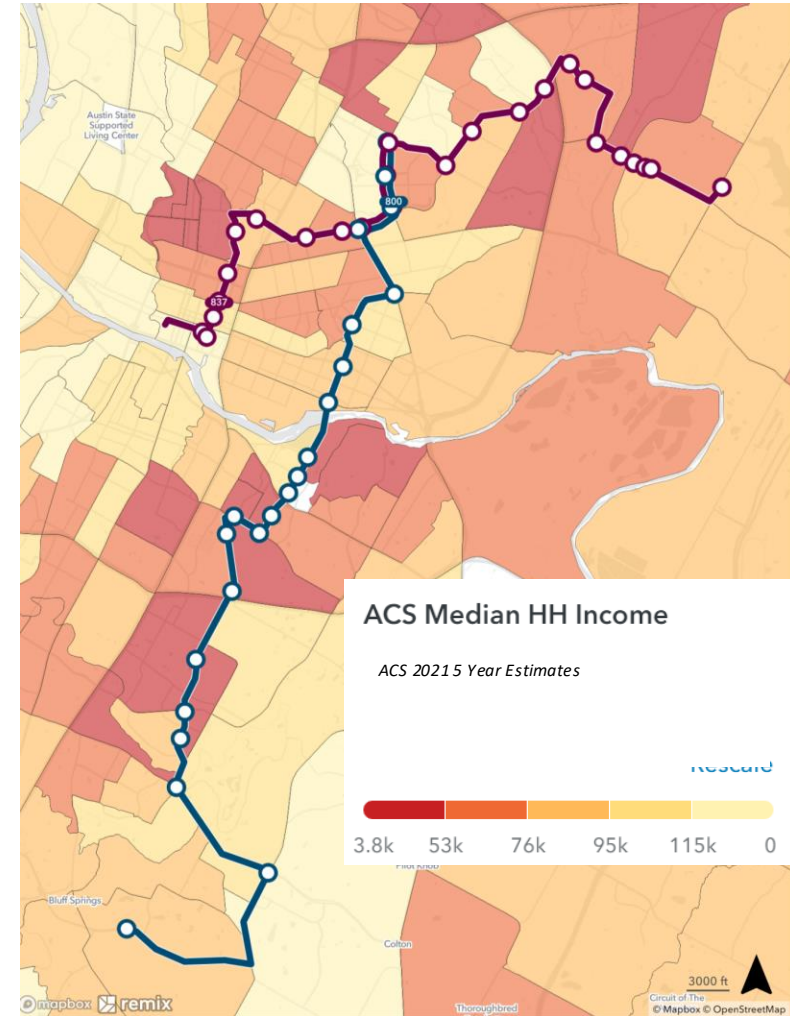 Austin State
Supported
Living Center
800
837
ACS Median HH Income
ACS 2021 5 Year Estimates
Rescale
3.8k 53k 76k 95k 115k 0
Pilot Knob
Bluff Springs
Colton
3000 ft
Circuit of The
Thoroughbred
mapbox remix
© Mapbox © OpenStreetMap